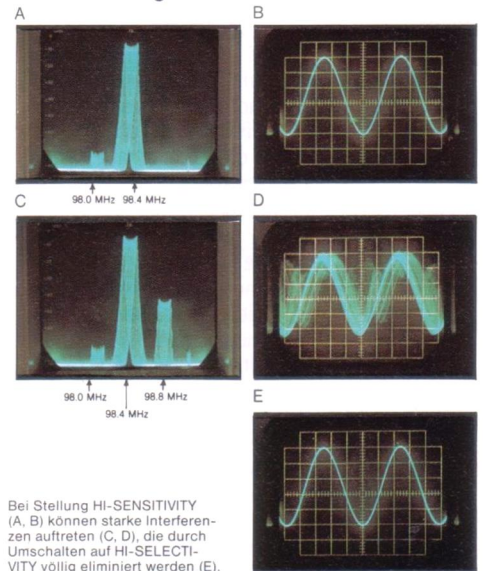 A
B
98.0 MHz 98.4 MHz
C
D
98.0 MHz
98.8 MHz
98.4 MHz
E
Bei Stellung HI-SENSITIVITY
(A, B) können starke Interferen-
zen auftreten (C, D), die durch
Umschalten auf HI-SELECTI-
VITY völlig eliminiert werden (E).